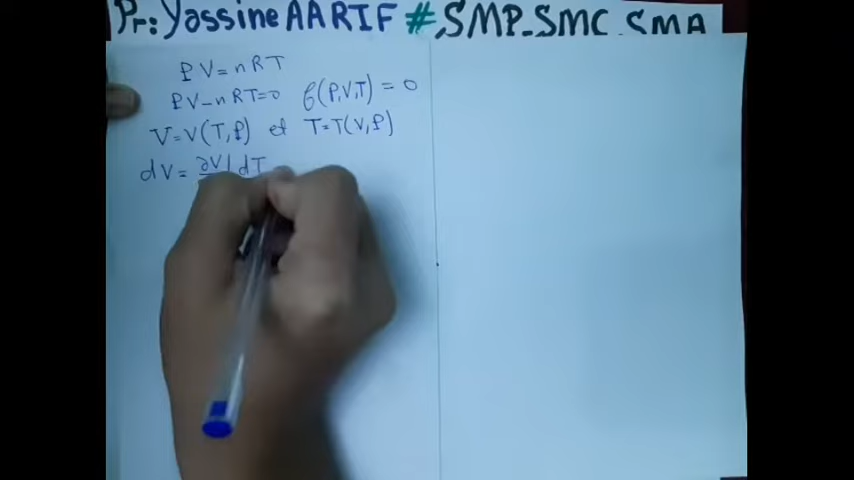 Pr: Yassine AARIF #SMP_SMC_SMA
PV = nRT
PV - nRT = 0 f(P,V,T) = 0
V = V(T,P) et T = T(V,P)
dV = ∂V/ dT